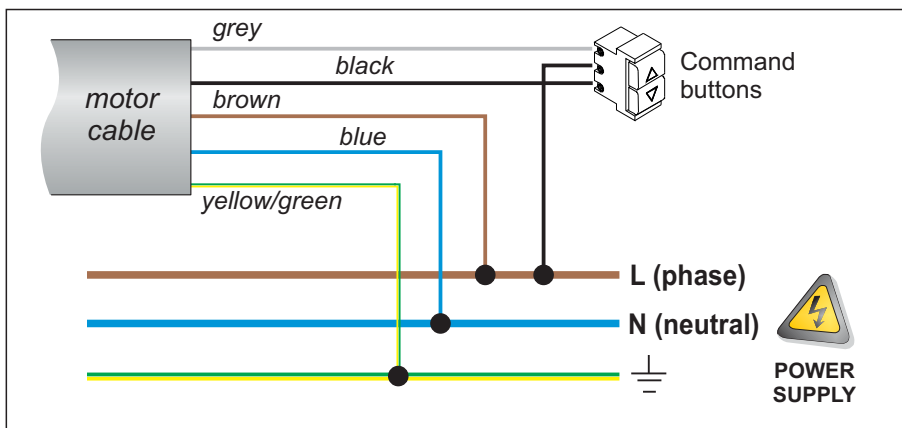 grey
black
brown
blue
yellow/green
motor
cable
Command
buttons
L (phase)
N (neutral)
POWER
SUPPLY